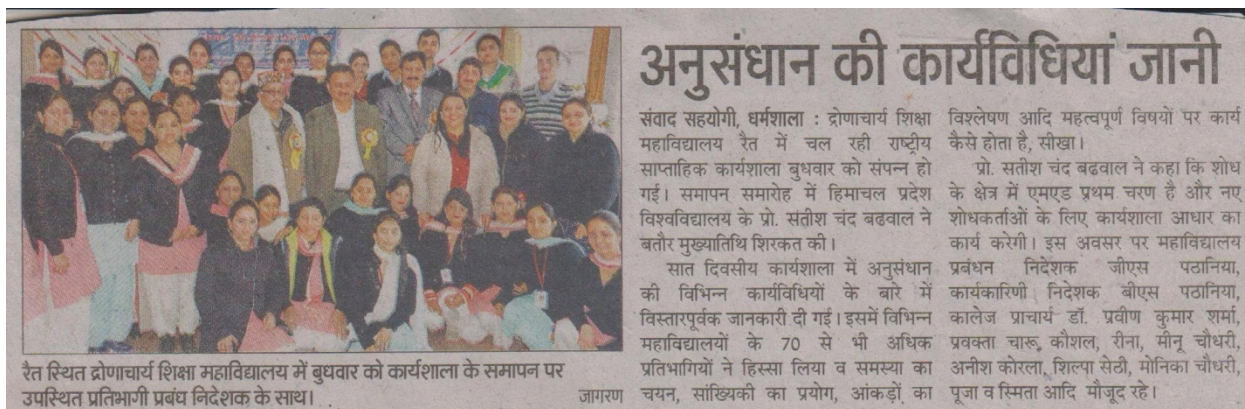 अनुसंधान की कार्यविधियां जानी
संवाद सहयोगी, धर्मशाला : द्रोणाचार्य शिक्षा
महाविद्यालय रैत में चल रही राष्ट्रीय
साप्ताहिक कार्यशाला बुधवार को संपन्न हो
गई। समापन समारोह में हिमाचल प्रदेश
विश्वविद्यालय के प्रो. सतीश चंद बढवाल ने
बतौर मुख्यातिथि शिरकत की।
सात दिवसीय कार्यशाला में अनुसंधान
की विभिन्न कार्यविधियों के बारे में
विस्तारपूर्वक जानकारी दी गई। इसमें विभिन्न
महाविद्यालयों के 70 से भी अधिक
प्रतिभागियों ने हिस्सा लिया व समस्या का
चयन, सांख्यिकी का प्रयोग, आंकड़ों का
विश्लेषण आदि महत्वपूर्ण विषयों पर कार्य
कैसे होता है, सीखा।
प्रो. सतीश चंद बढवाल ने कहा कि शोध
के क्षेत्र में एमएड प्रथम चरण है और नए
शोधकर्ताओं के लिए कार्यशाला आधार का
कार्य करेगी। इस अवसर पर महाविद्यालय
प्रबंधन निदेशक जीएस पठानिया,
कार्यकारिणी निदेशक बीएस पठानिया,
कालेज प्राचार्य डॉ. प्रवीण कुमार शर्मा,
प्रवक्ता चारू कौशल, रीना, मीनू चौधरी,
अनीश कोरला, शिल्पा सेठी, मोनिका चौधरी,
पूजा व स्मिता आदि मौजूद रहे।
रैत स्थित द्रोणाचार्य शिक्षा महाविद्यालय में बुधवार को कार्यशाला के समापन पर
उपस्थित प्रतिभागी प्रबंध निदेशक के साथ। जागरण